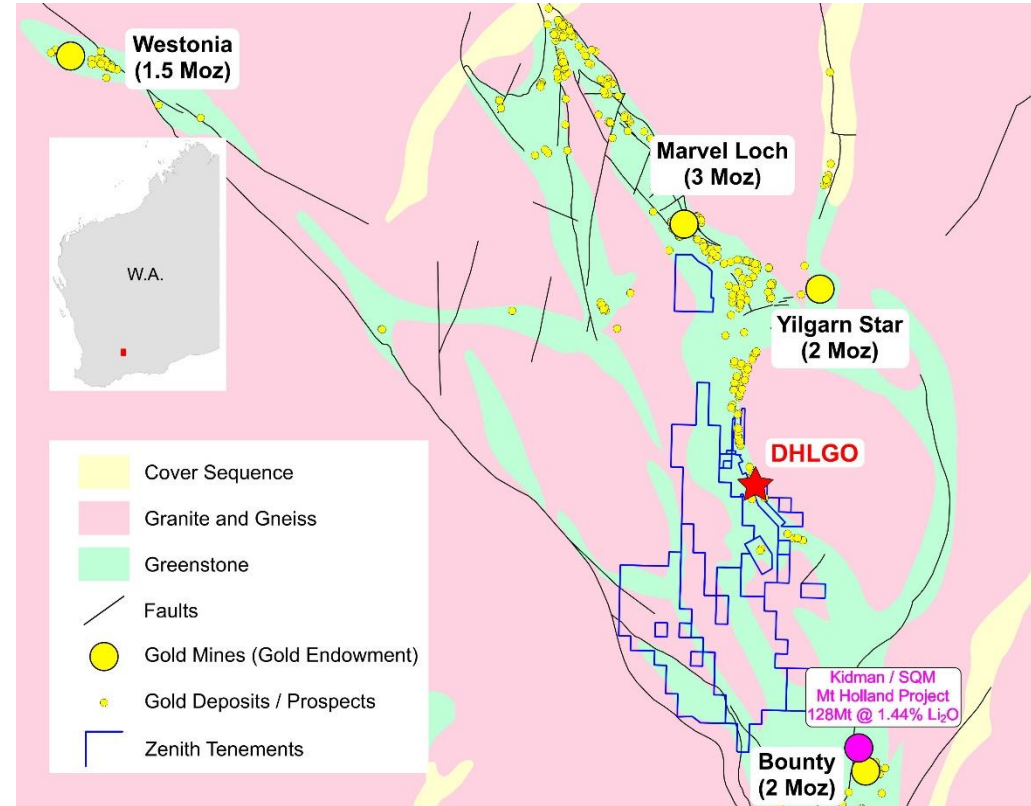 Westonia
(1.5 Moz)
Marvel Loch
(3 Moz)
W.A.
Yilgarn Star
(2 Moz)
DHLGO
Cover Sequence
Granite and Gneiss
Greenstone
Faults
Gold Mines (Gold Endowment)
Gold Deposits / Prospects
Zenith Tenements
Kidman / SQM
Mt Holland Project
128Mt @ 1.44% Li₂O
Bounty
(2 Moz)